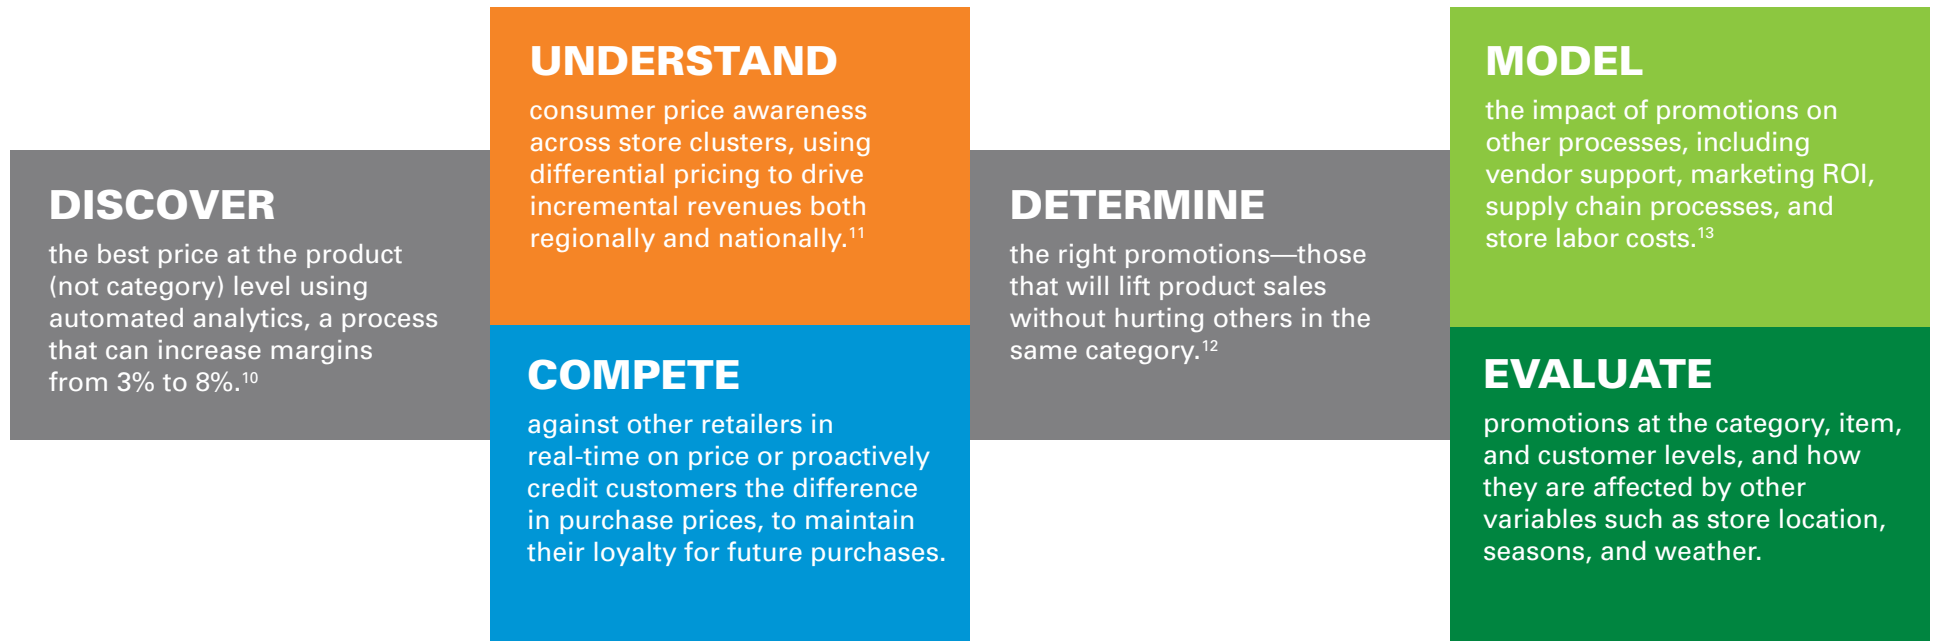 DISCOVER
the best price at the product
(not category) level using
automated analytics, a process
that can increase margins
from 3% to 8%.10
UNDERSTAND
consumer price awareness
across store clusters, using
differential pricing to drive
incremental revenues both
regionally and nationally.11
COMPETE
against other retailers in
real-time on price or proactively
credit customers the difference
in purchase prices, to maintain
their loyalty for future purchases.
DETERMINE
the right promotions—those
that will lift product sales
without hurting others in the
same category.12
MODEL
the impact of promotions on
other processes, including
vendor support, marketing ROI,
supply chain processes, and
store labor costs.13
EVALUATE
promotions at the category, item,
and customer levels, and how
they are affected by other
variables such as store location,
seasons, and weather.